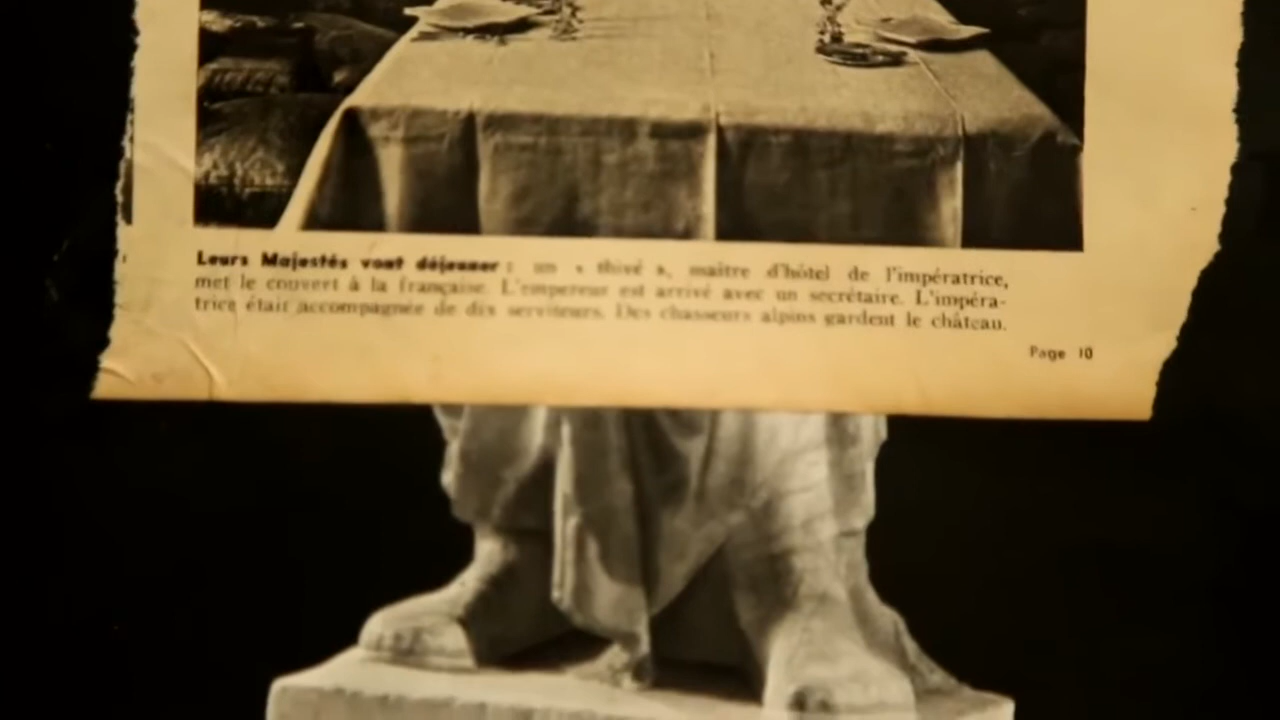 Leurs Majestés vont déjeuner : un « thivé », maître d'hôtel de l'impératrice,
met le couvert à la française. L'empereur est arrivé avec un secrétaire. L'impéra-
trice était accompagnée de dix serviteurs. Des chasseurs alpins gardent le château.
Page 10